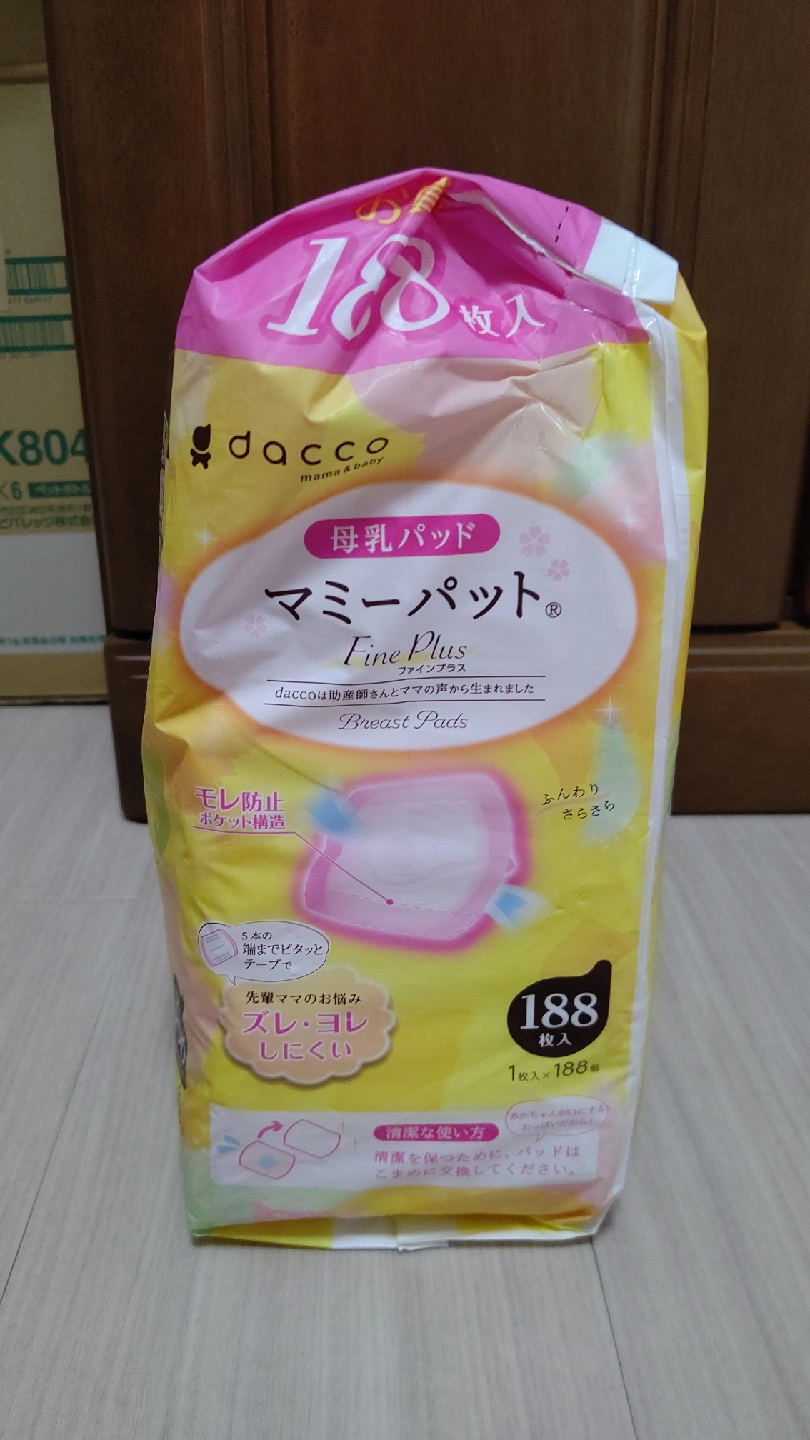 188
枚入
dacco
mama & baby
母乳パッド
マミーパット®
Fine Plus
ファインプラス
daccoは助産師さんとママの声から生まれました
Breast Pads
モレ防止
ポケット構造
ふんわり
さらさら
5本の
端までピタッと
テープで
先輩ママのお悩み
ズレ・ヨレ
しにくい
188
枚入
1枚入×188個
清潔な使い方
清潔を保つために、パッドは
こまめに交換してください。
K804